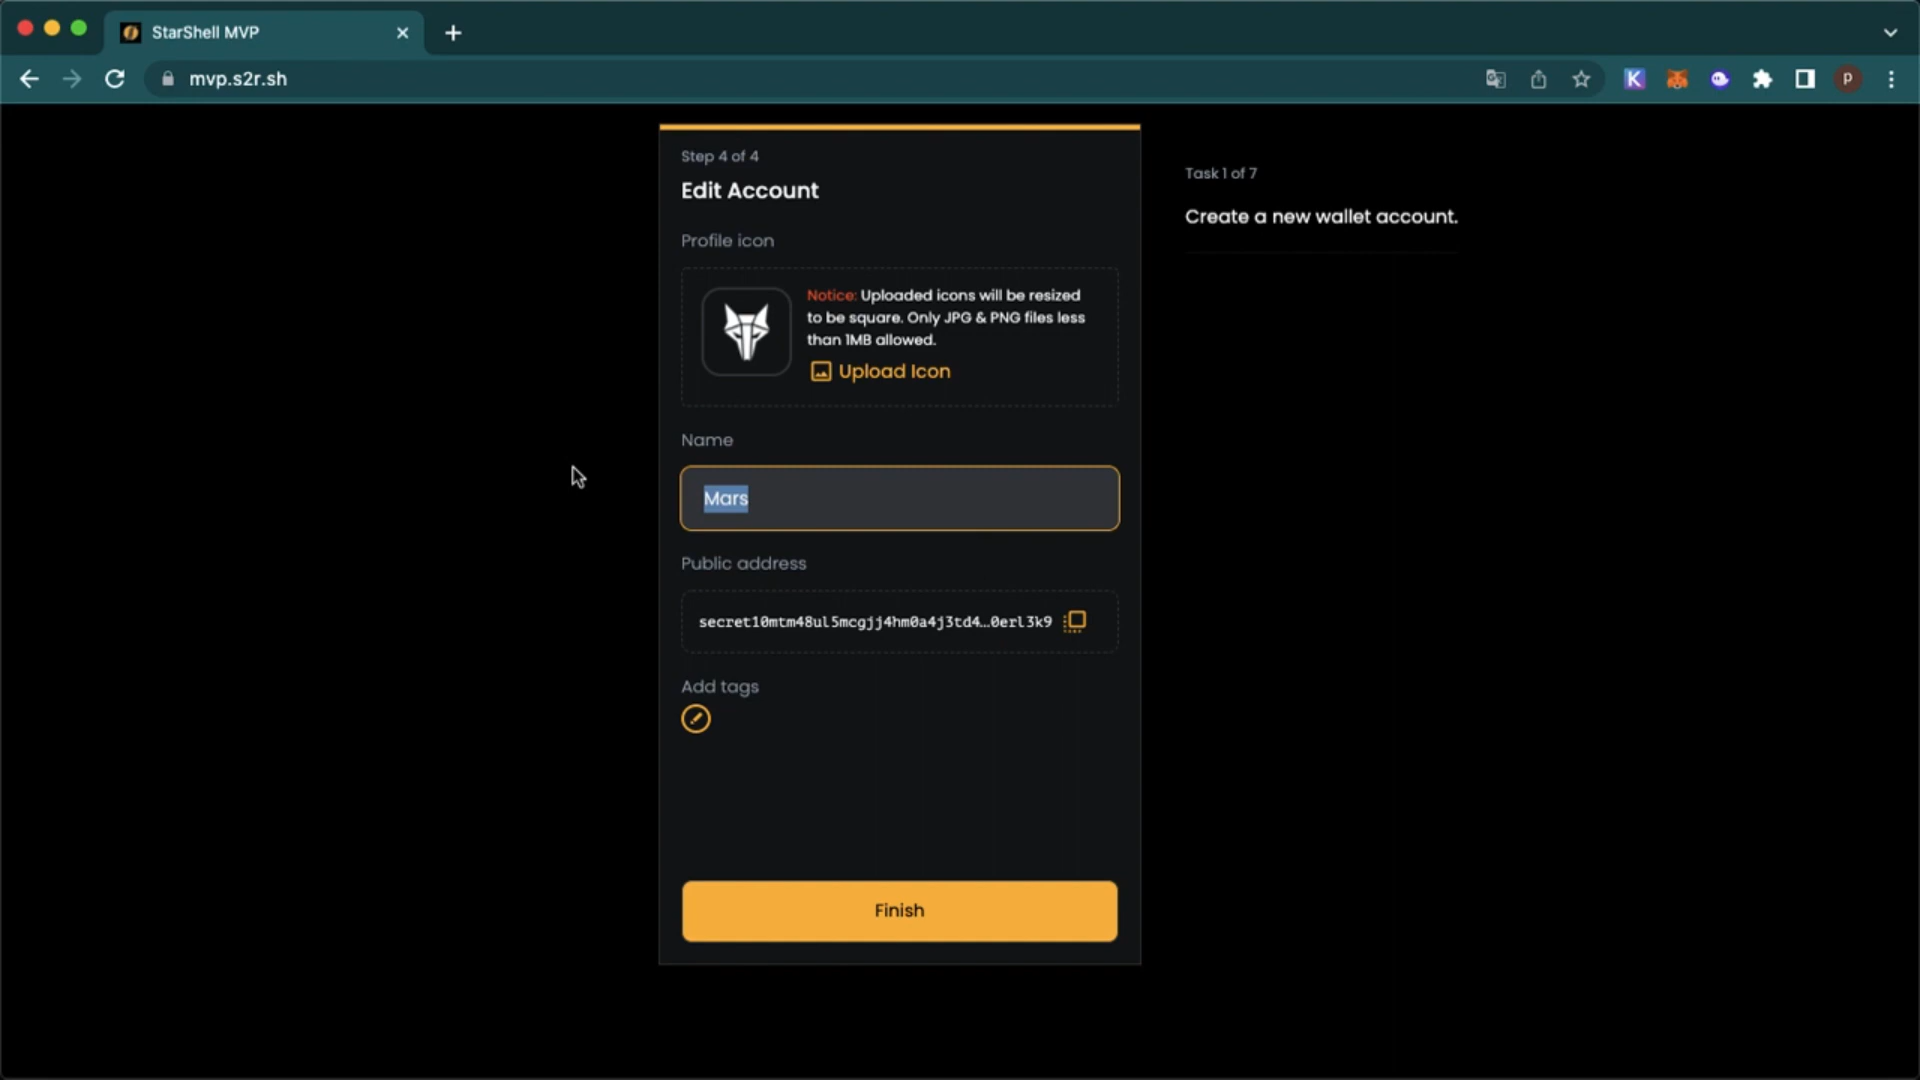 StarShell MVP
mvp.s2r.sh
K
P
Step 4 of 4
Edit Account
Profile icon
Notice: Uploaded icons will be resized
to be square. Only JPG & PNG files less
than 1MB allowed.
Upload Icon
Name
Mars
Public address
secret10mtm48ul5mcgjj4hm0a4j3td4…0erl3k9
Add tags
Finish
Task 1 of 7
Create a new wallet account.